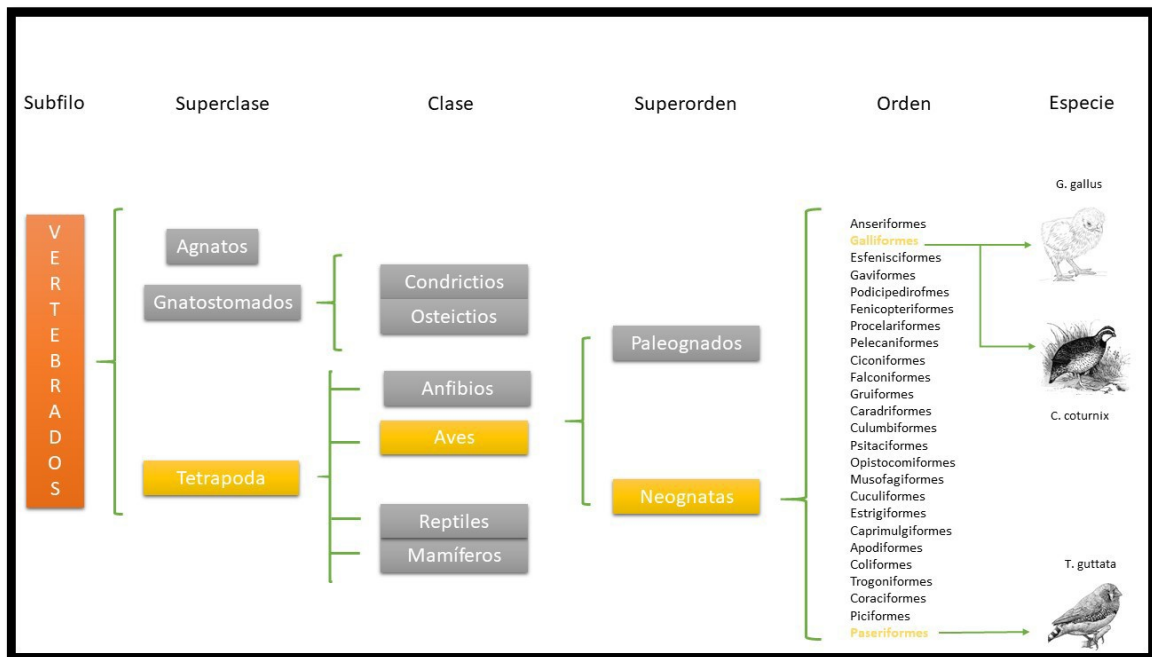 Subfilo
Superclase
Clase
Superorden
Orden
Especie
VERTEBRADOS
Agnatos
Gnatostomados
Tetrapoda
Condrictios
Osteictios
Anfibios
Aves
Reptiles
Mamíferos
Paleognados
Neognatas
Anseriformes
Galliformes
Esfenisciformes
Gaviformes
Podicipedirofmes
Fenicopteriformes
Procelariformes
Pelecaniformes
Ciconiformes
Falconiformes
Gruiformes
Caradriformes
Culumbiformes
Psitaciformes
Opistocomiformes
Musofagiformes
Cuculiformes
Estrigiformes
Caprimulgiformes
Apodiformes
Coliformes
Trogoniformes
Coraciformes
Piciformes
Paseriformes
G. gallus
C. coturnix
T. guttata